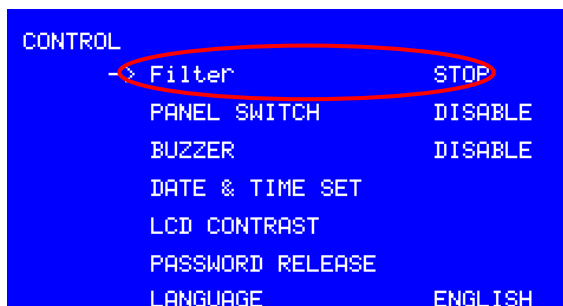 CONTROL
-> Filter STOP
PANEL SWITCH DISABLE
BUZZER DISABLE
DATE & TIME SET
LCD CONTRAST
PASSWORD RELEASE
LANGUAGE ENGLISH